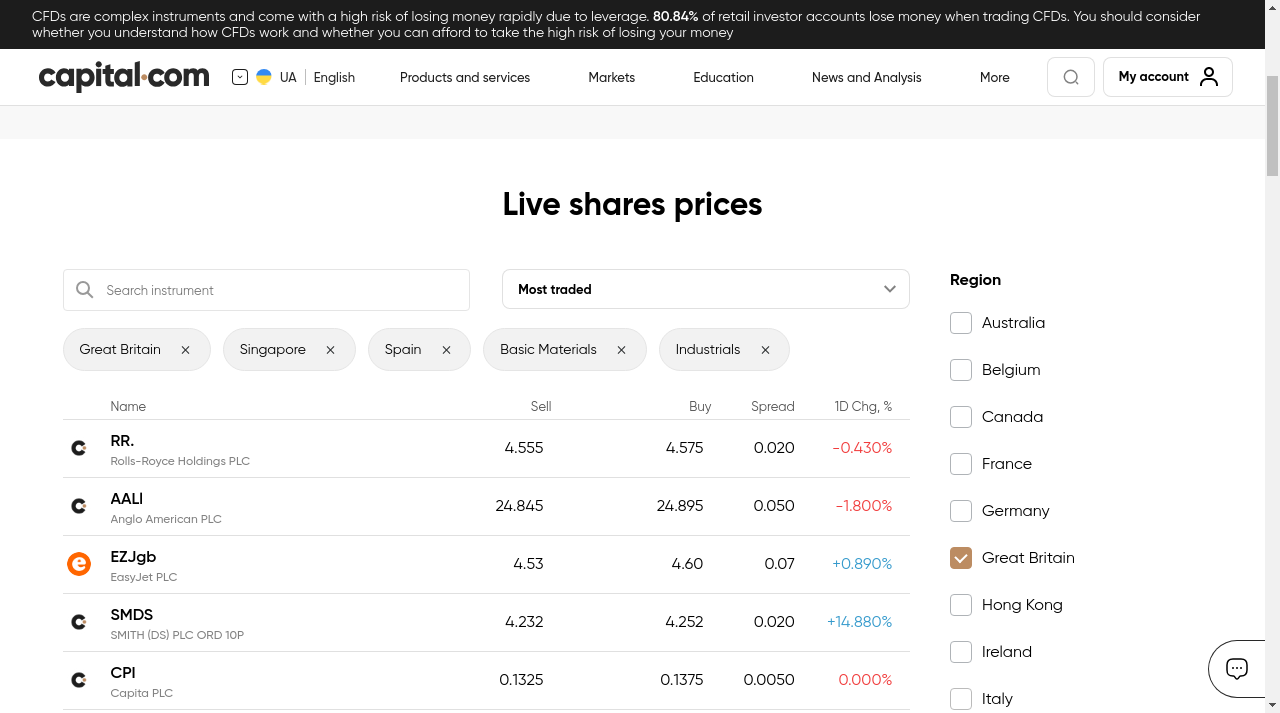 CFDs are complex instruments and come with a high risk of losing money rapidly due to leverage. 80.84% of retail investor accounts lose money when trading CFDs. You should consider
whether you understand how CFDs work and whether you can afford to take the high risk of losing your money
capital.com UA English Products and services Markets Education News and Analysis More My account
Live shares prices
Search instrument Most traded
Great Britain Singapore Spain Basic Materials Industrials
Name Sell Buy Spread 1D Chg, %
RR. 4.555 4.575 0.020 -0.430%
Rolls-Royce Holdings PLC
AALl 24.845 24.895 0.050 -1.800%
Anglo American PLC
EZJgb 4.53 4.60 0.07 +0.890%
EasyJet PLC
SMDS 4.232 4.252 0.020 +14.880%
SMITH (DS) PLC ORD 10P
CPI 0.1325 0.1375 0.0050 0.000%
Capita PLC
Region
Australia
Belgium
Canada
France
Germany
Great Britain
Hong Kong
Ireland
Italy